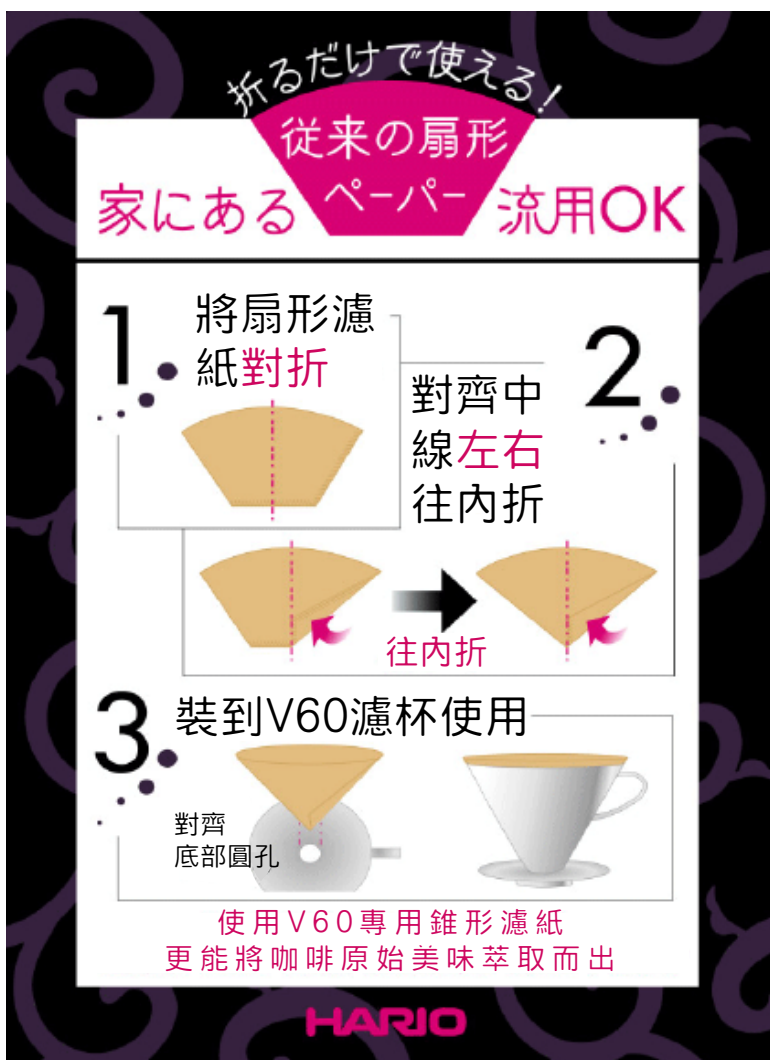 折るだけで使える!
従来の扇形
ペーパー
家にある
流用OK
1.
將扇形濾
紙對折
2.
對齊中
線左右
往內折
往內折
3.
裝到V60濾杯使用
對齊
底部圓孔
使用V60專用錐形濾紙
更能將咖啡原始美味萃取而出
HARIO